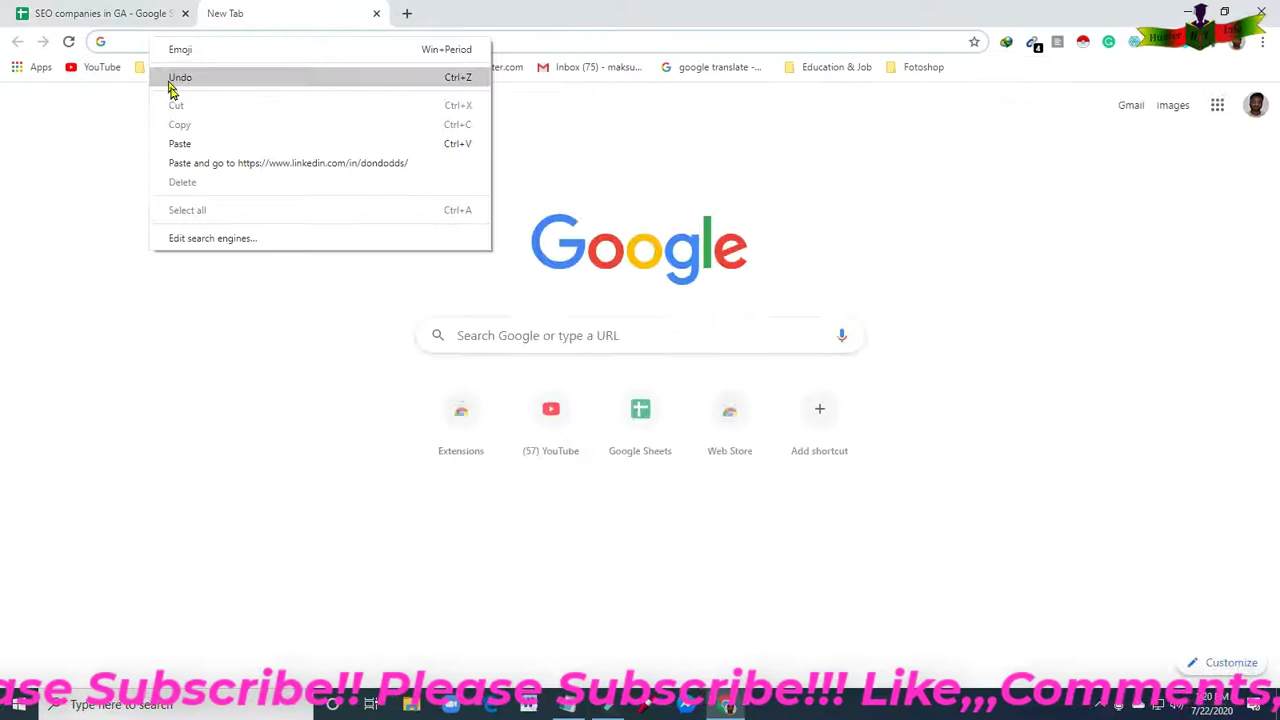 SEO companies in GA - Google S
New Tab
Hunter Info
Apps
YouTube
ter.com
Inbox (75) - maksu...
google translate -...
Education & Job
Fotoshop
Emoji Win+Period
Undo Ctrl+Z
Cut Ctrl+X
Copy Ctrl+C
Paste Ctrl+V
Paste and go to https://www.linkedin.com/in/dondodds/
Delete
Select all Ctrl+A
Edit search engines...
Gmail Images
Google
Search Google or type a URL
Extensions
(57) YouTube
Google Sheets
Web Store
Add shortcut
Customize
ase Subscribe!! Please Subscribe!!! Like,,,Comments,
Type here to search
7/22/2020